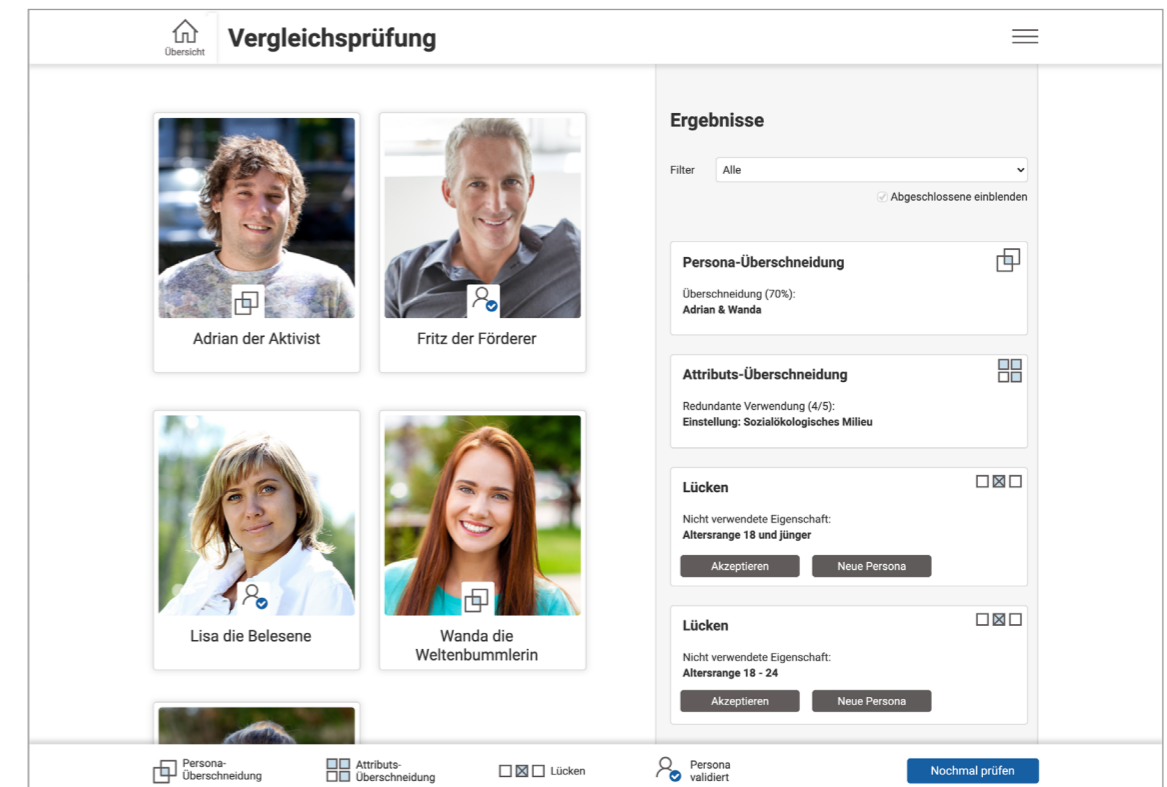 Übersicht
Vergleichsprüfung
Adrian der Aktivist
Fritz der Förderer
Lisa die Belesene
Wanda die
Weltenbummlerin
Ergebnisse
Filter
Alle
Abgeschlossene einblenden
Persona-Überschneidung
Überschneidung (70%):
Adrian & Wanda
Attributs-Überschneidung
Redundante Verwendung (4/5):
Einstellung: Sozialökologisches Milieu
Lücken
Nicht verwendete Eigenschaft:
Altersrange 18 und jünger
Akzeptieren
Neue Persona
Lücken
Nicht verwendete Eigenschaft:
Altersrange 18 - 24
Akzeptieren
Neue Persona
Persona-
Überschneidung
Attributs-
Überschneidung
Lücken
Persona
validiert
Nochmal prüfen